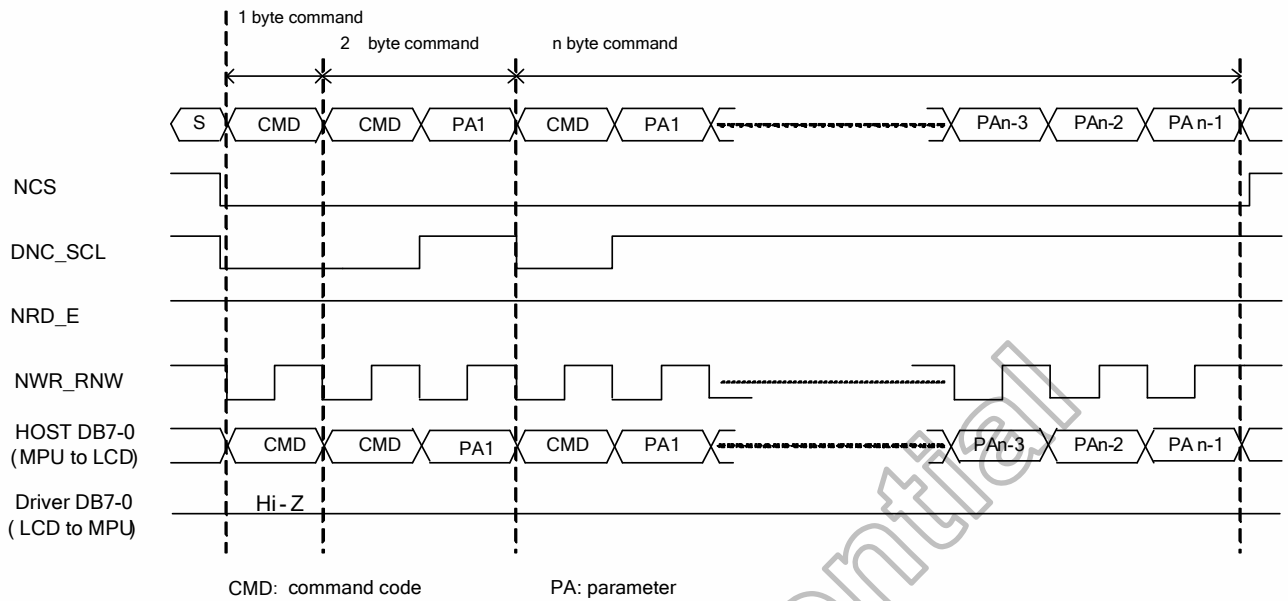 1 byte command
2 byte command
n byte command
S CMD CMD PA1 CMD PA1 PAn-3 PAn-2 PA n-1
NCS
DNC_SCL
NRD_E
NWR_RNW
HOST DB7-0
(MPU to LCD)
CMD CMD PA1 CMD PA1 PAn-3 PAn-2 PA n-1
Driver DB7-0
( LCD to MPU)
Hi - Z
CMD: command code
PA: parameter
ential